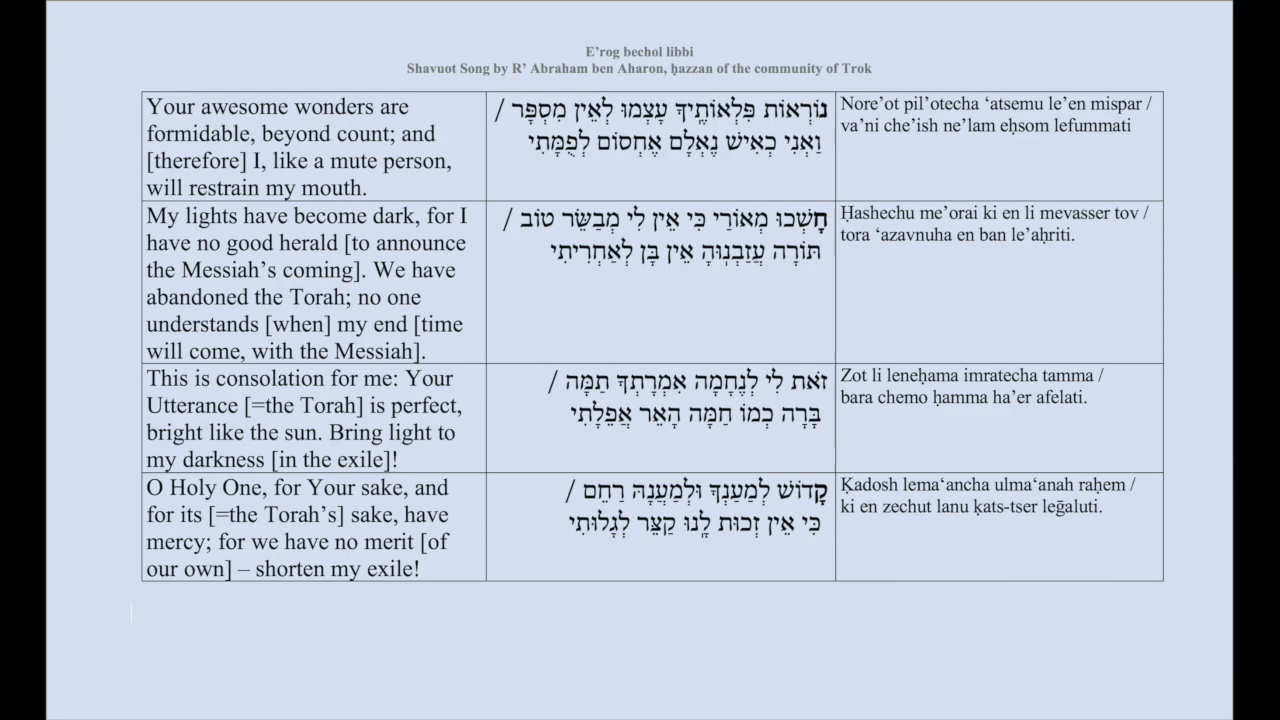 E’rog bechol libbi
Shavuot Song by R’ Abraham ben Aharon, ḥazzan of the community of Trok
Your awesome wonders are
formidable, beyond count; and
[therefore] I, like a mute person,
will restrain my mouth.
נוֹרְאוֹת פִּלְאוֹתֶיךָ עָצְמוּ לְאֵין מִסְפָּר /
וַאְנִי כְאִישׁ נֶאְלָם אֶחְסוֹם לְפֻמָּתִי
Nore’ot pil’otecha ‘atsemu le’en mispar /
va’ni che’ish ne’lam eḥsom lefummati
My lights have become dark, for I
have no good herald [to announce
the Messiah’s coming]. We have
abandoned the Torah; no one
understands [when] my end [time
will come, with the Messiah].
חָשְׁכוּ מְאוֹרַי כִּי אֵין לִי מְבַשֵּׂר טוֹב /
תּוֹרָה עֲזַבְנֽוּהָ אֵין בָּן לְאַחְרִיתִי
Ḥashechu me’orai ki en li mevasser tov /
tora ‘azavnuha en ban le’aḥriti.
This is consolation for me: Your
Utterance [=the Torah] is perfect,
bright like the sun. Bring light to
my darkness [in the exile]!
זֹאת לִי לְנֶחָמָה אִמְרָתְךָ תַמָּה /
בָּרָה כְמוֹ חַמָּה הָאֵר אֲפֵלָתִי
Zot li leneḥama imratecha tamma /
bara chemo ḥamma ha’er afelati.
O Holy One, for Your sake, and
for its [=the Torah’s] sake, have
mercy; for we have no merit [of
our own] – shorten my exile!
קָדוֹשׁ לְמַעַנְךָ וּלְמַעֲנָהּ רַחֵם /
כִּי אֵין זְכוּת לָֽנוּ קַצֵּר לְגָלוּתִי
Ḳadosh lema‘ancha ulma‘anah raḥem /
ki en zechut lanu ḳats-tser leḡaluti.